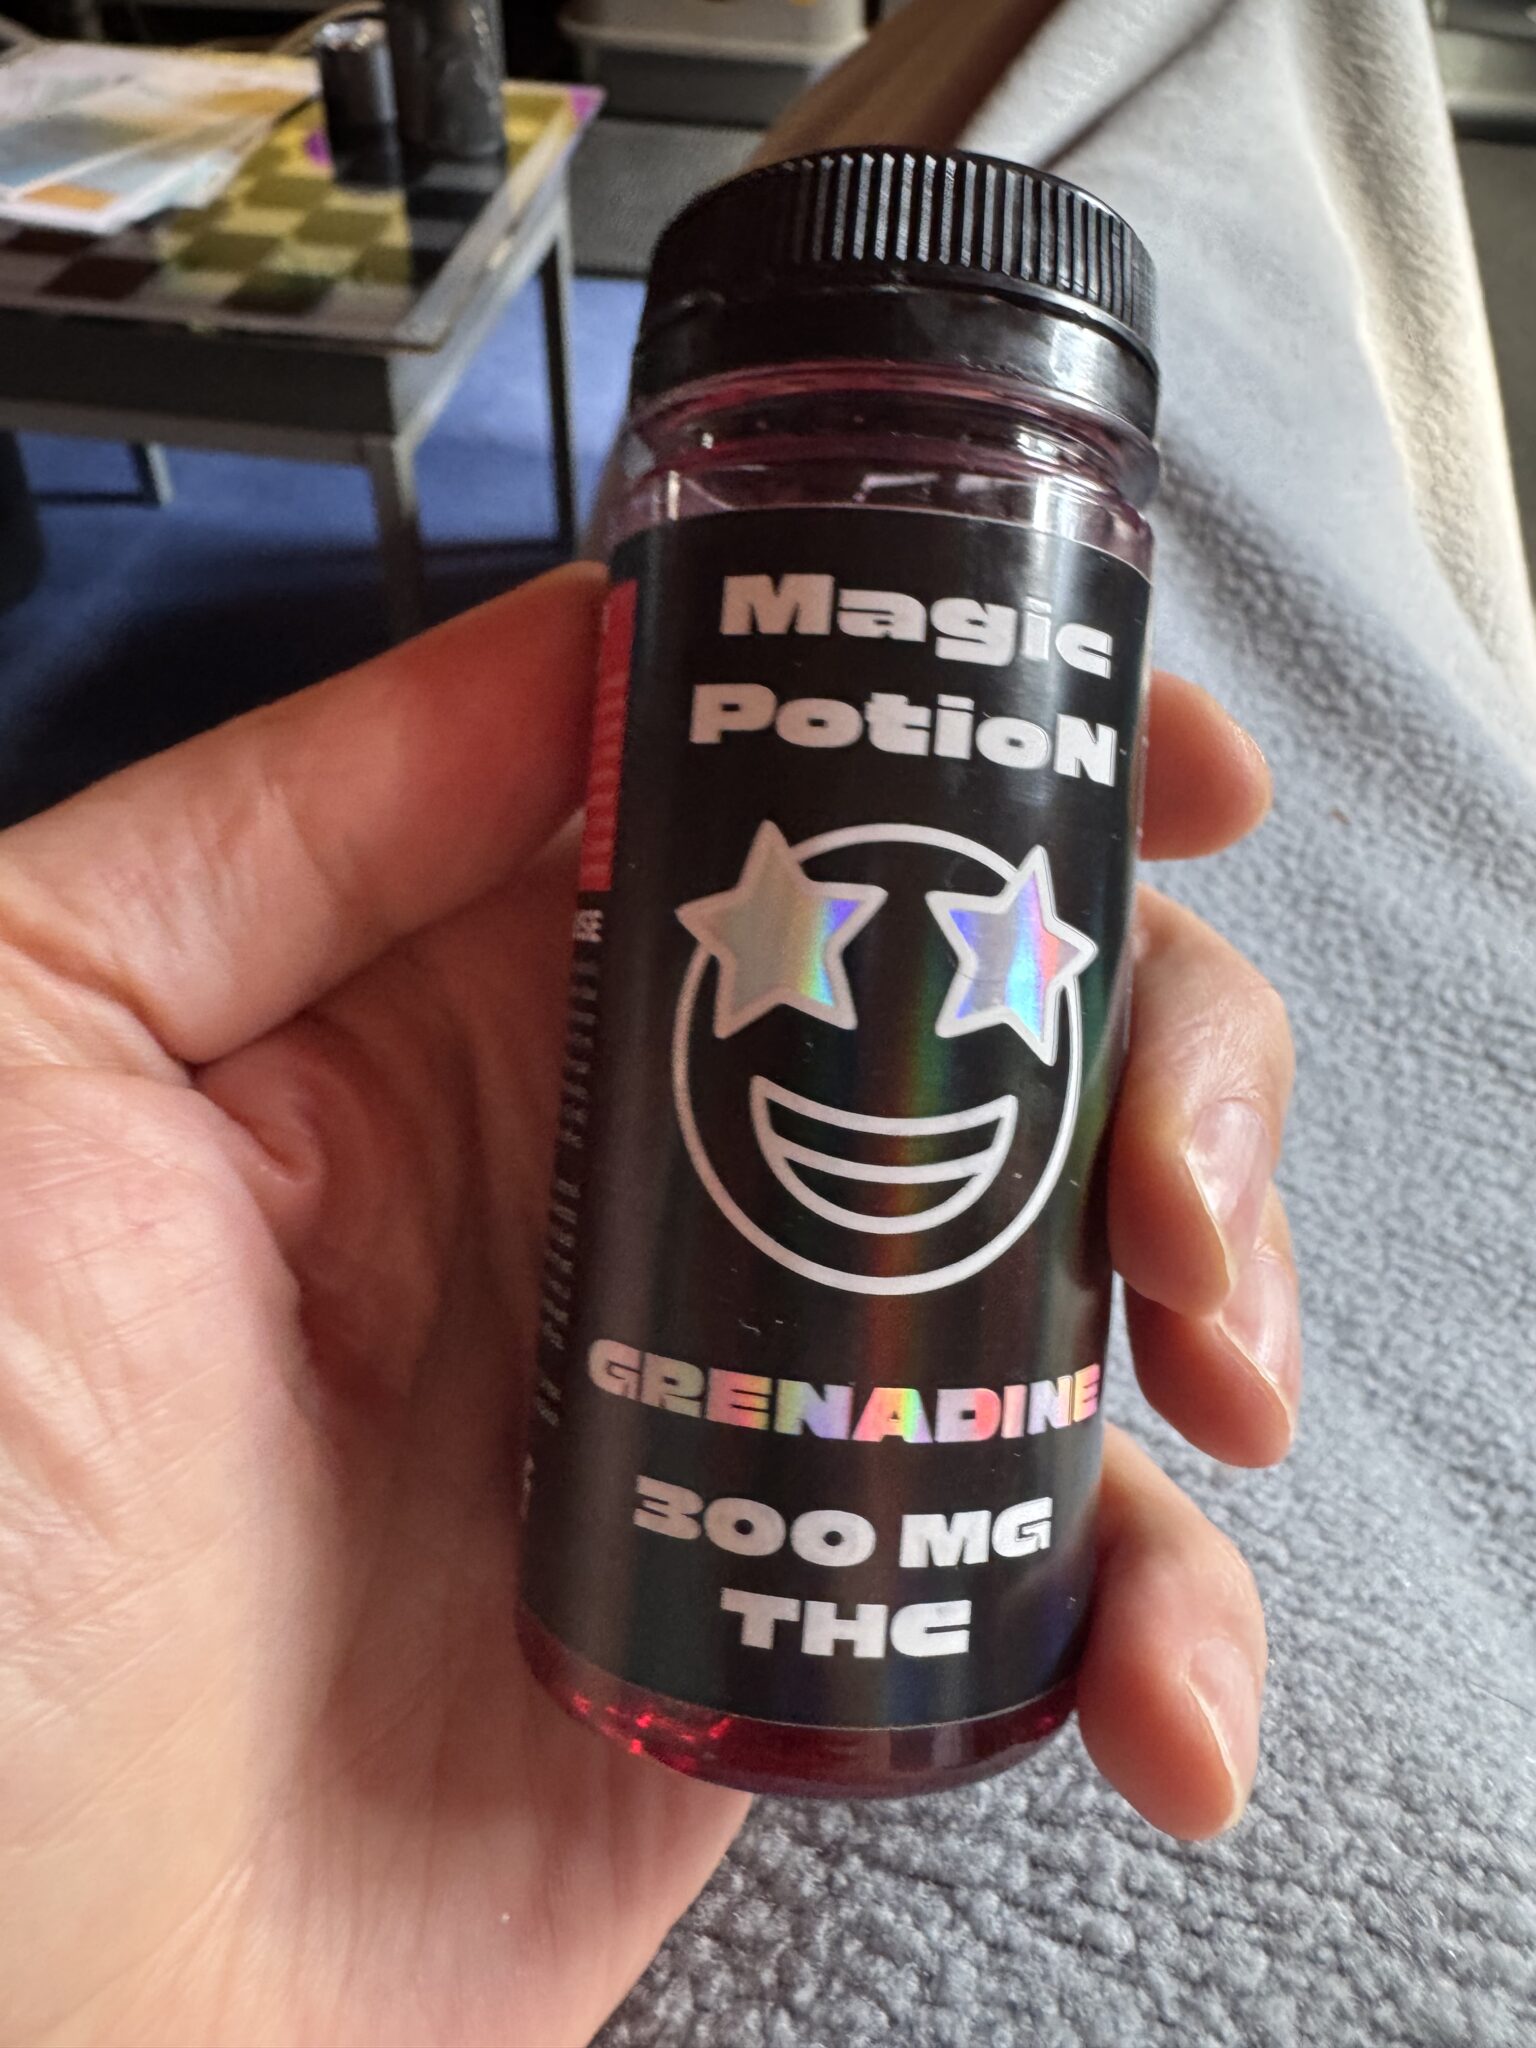 Magic
PotioN
GRENADINE
300 MG
THC